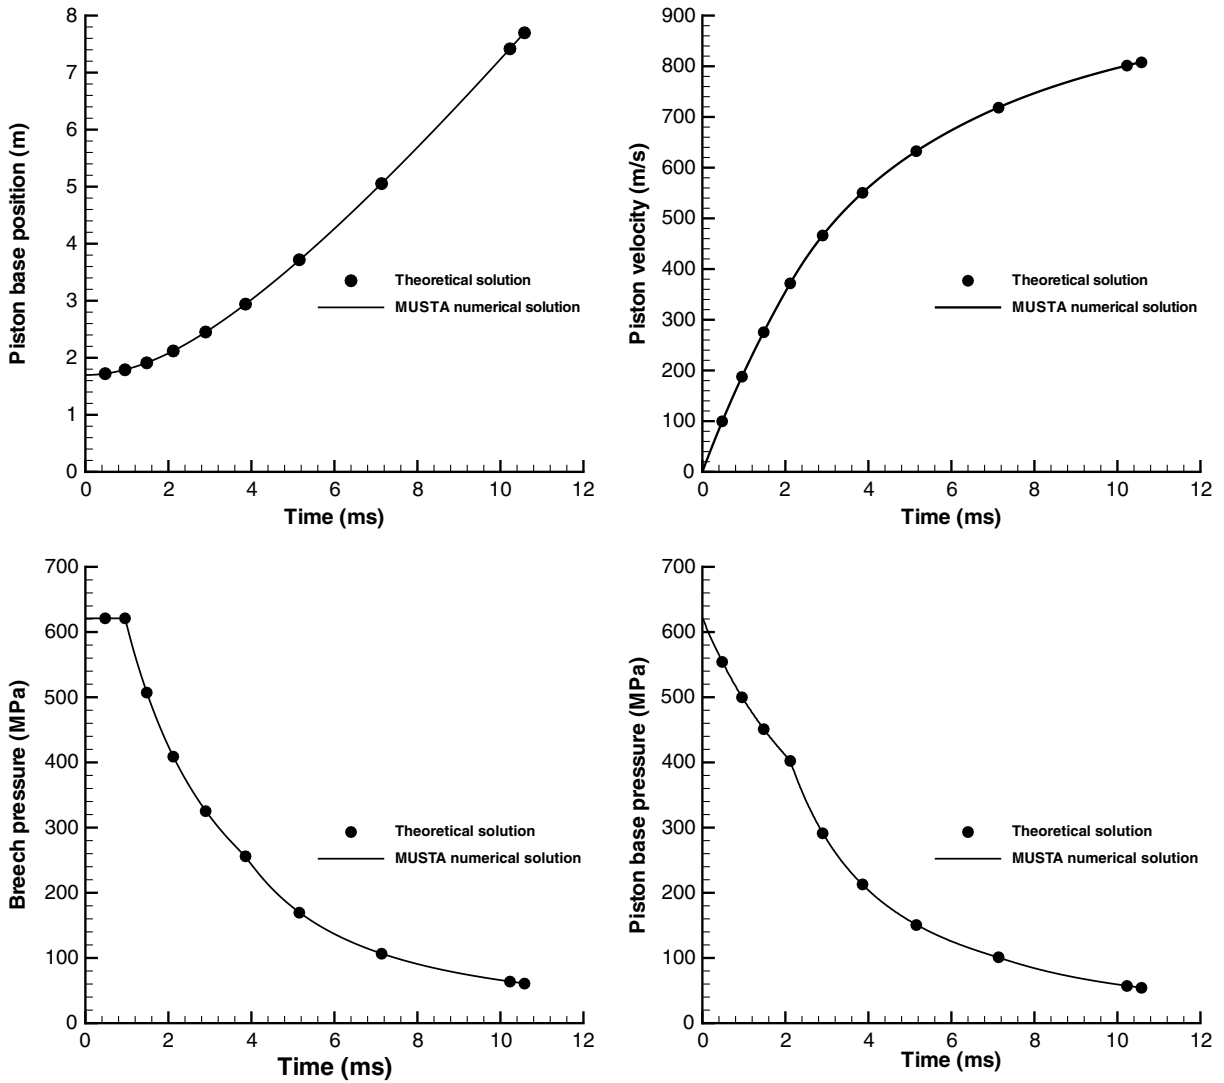 Piston base position (m)
8
7
6
5
4
3
2
1
0
0 2 4 6 8 10 12
Time (ms)
Theoretical solution
MUSTA numerical solution
Piston velocity (m/s)
900
800
700
600
500
400
300
200
100
0
0 2 4 6 8 10 12
Time (ms)
Theoretical solution
MUSTA numerical solution
Breech pressure (MPa)
700
600
500
400
300
200
100
0
0 2 4 6 8 10 12
Time (ms)
Theoretical solution
MUSTA numerical solution
Piston base pressure (MPa)
700
600
500
400
300
200
100
0
0 2 4 6 8 10 12
Time (ms)
Theoretical solution
MUSTA numerical solution